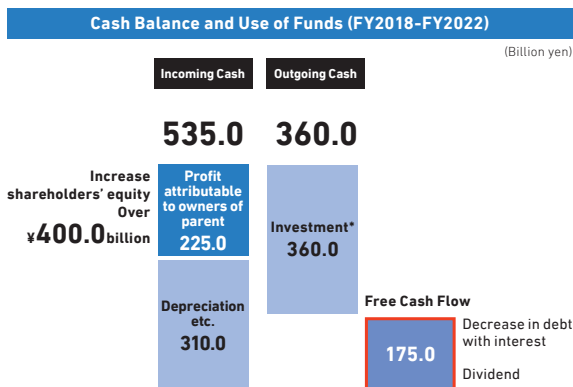 Cash Balance and Use of Funds (FY2018-FY2022)
(Billion yen)
Incoming Cash
Outgoing Cash
535.0
360.0
Increase
shareholders' equity
Over
¥400.0 billion
Profit
attributable
to owners of
parent
225.0
Investment*
360.0
Depreciation
etc.
310.0
Free Cash Flow
175.0
Decrease in debt
with interest
Dividend